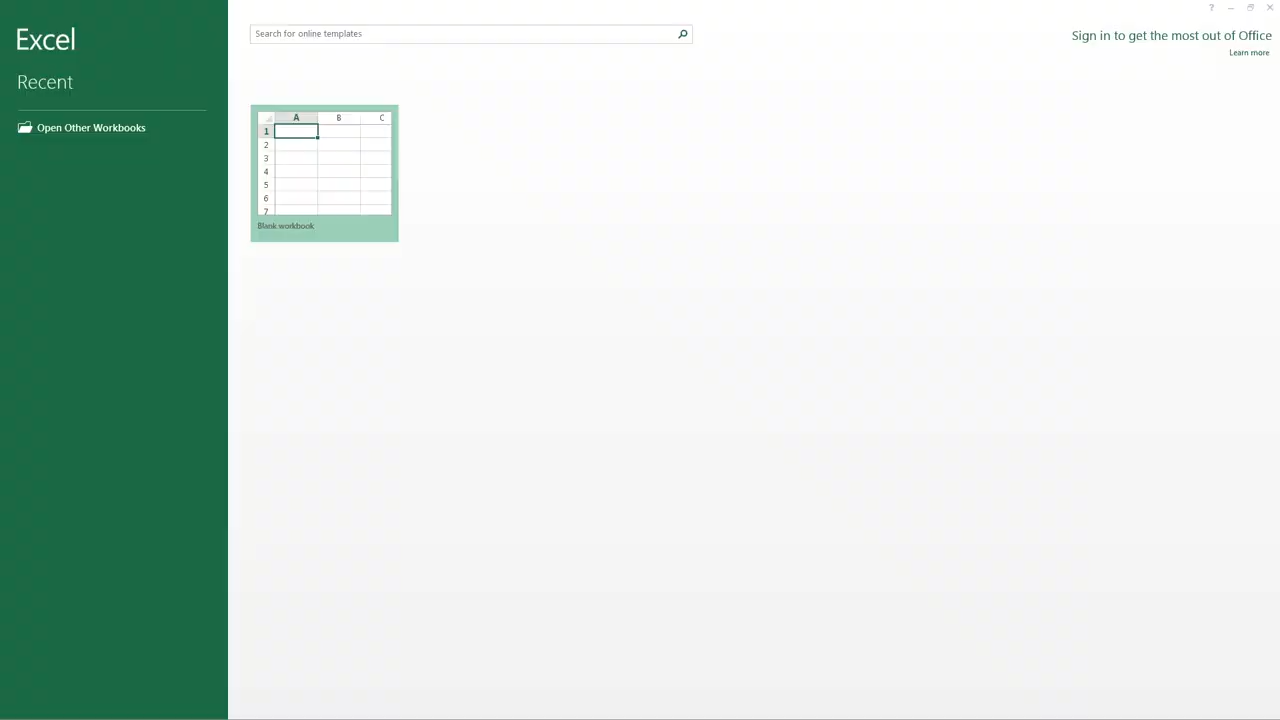 ?
Excel
Search for online templates
Sign in to get the most out of Office
Learn more
Recent
Open Other Workbooks
A B C
1
2
3
4
5
6
7
Blank workbook